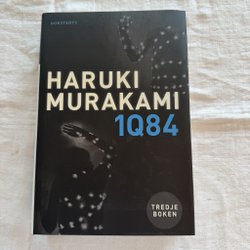 NORSTEDTS
HARUKI
MURAKAMI
1Q84
TREDJE
BOKEN